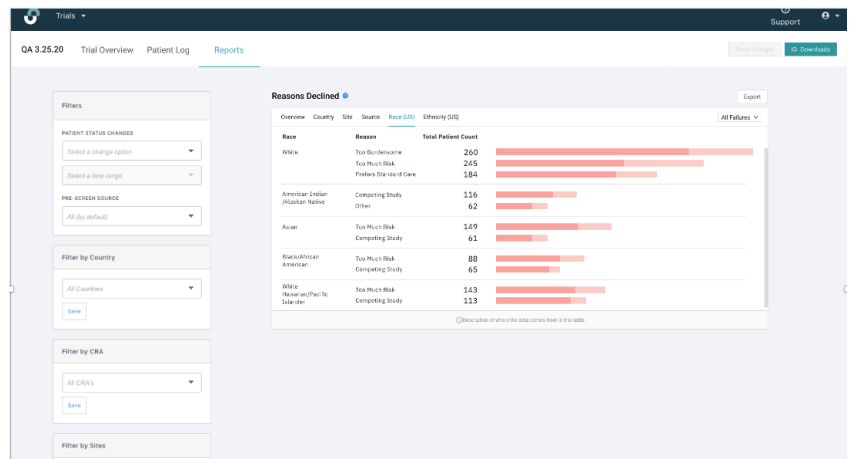 Trials
Support
QA 3.25.20 Trial Overview Patient Log Reports Show Changes Downloads
Filters
PATIENT STATUS CHANGES
Select a change option
Select a time range
PRE-SCREEN SOURCE
All (by default)
Filter by Country
All Countries
Save
Filter by CRA
All CRA's
Save
Filter by Sites
Reasons Declined Export
Overview Country Site Source Race (US) Ethnicity (US) All Failures
Race Reason Total Patient Count
White Too Burdensome 260
Too Much Risk 245
Prefers Standard Care 184
American Indian Competing Study 116
/Alaskan Native Other 62
Asian Too Much Risk 149
Competing Study 61
Black/African Too Much Risk 88
American Competing Study 65
White
Hawaiian/Pacific Too Much Risk 143
Islander Competing Study 113
Description of where the data comes from in this table